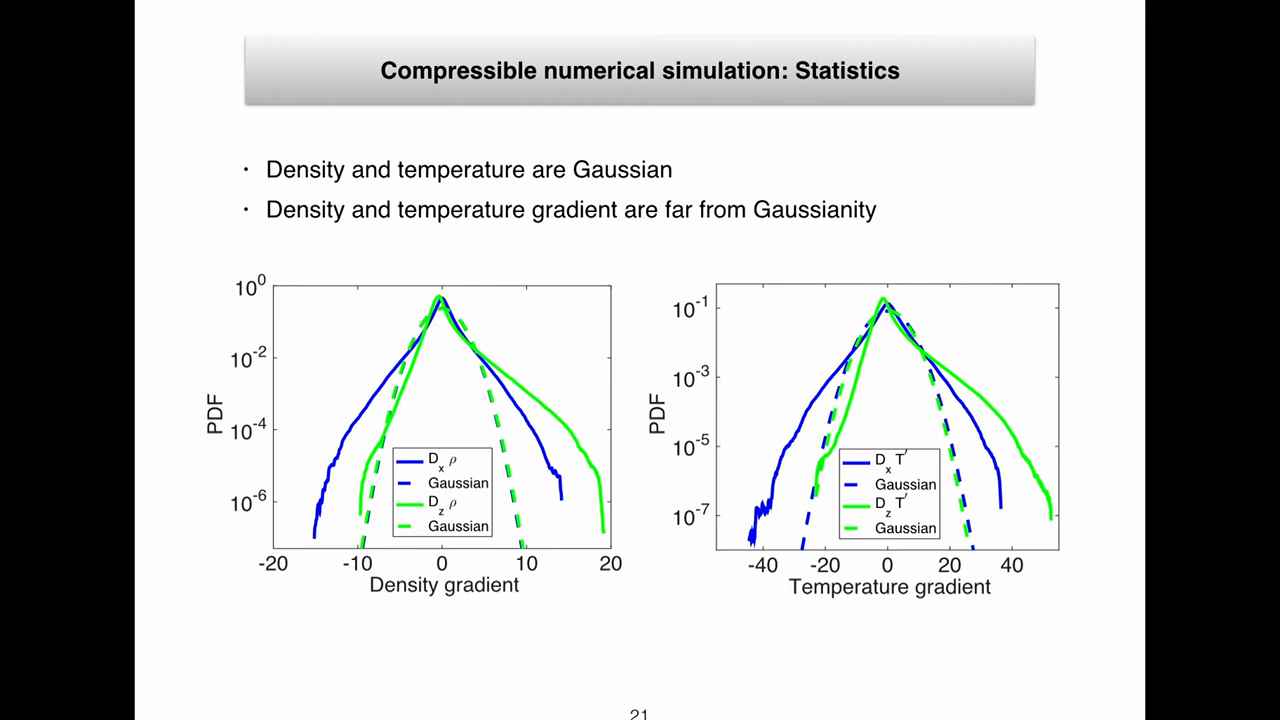 Compressible numerical simulation: Statistics
· Density and temperature are Gaussian
· Density and temperature gradient are far from Gaussianity
10^0
10^-2
10^-4
10^-6
PDF
D_x ρ
Gaussian
D_z ρ
Gaussian
-20 -10 0 10 20
Density gradient
10^-1
10^-3
10^-5
10^-7
PDF
D_x T′
Gaussian
D_z T′
Gaussian
-40 -20 0 20 40
Temperature gradient
21